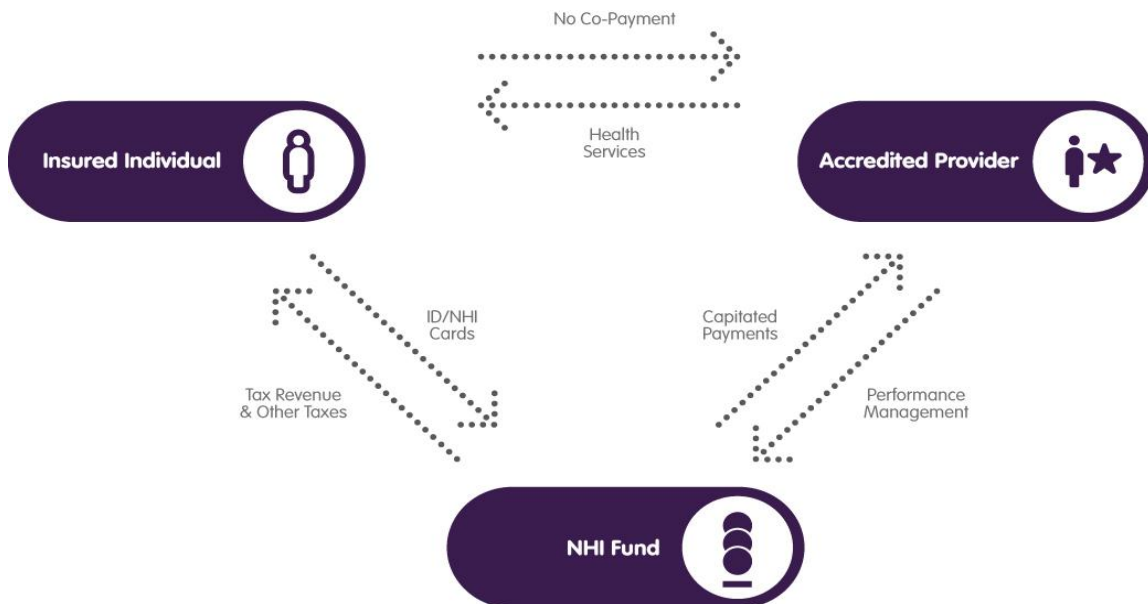 No Co-Payment
Health
Services
Insured Individual
Accredited Provider
ID/NHI
Cards
Capitated
Payments
Tax Revenue
& Other Taxes
Performance
Management
NHI Fund